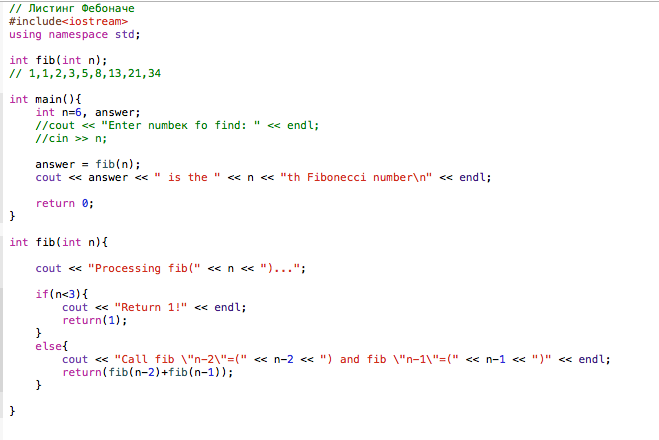 // Листинг Фебоначе
#include<iostream>
using namespace std;
int fib(int n);
// 1,1,2,3,5,8,13,21,34
int main(){
int n=6, answer;
//cout << "Enter numbек fo find: " << endl;
//cin >> n;
answer = fib(n);
cout << answer << " is the " << n << "th Fibonecci number\n" << endl;
return 0;
}
int fib(int n){
cout << "Processing fib(" << n << ")...";
if(n<3){
cout << "Return 1!" << endl;
return(1);
}
else{
cout << "Call fib \"n-2\"=(" << n-2 << ") and fib \"n-1\"=(" << n-1 << ")" << endl;
return(fib(n-2)+fib(n-1));
}
}